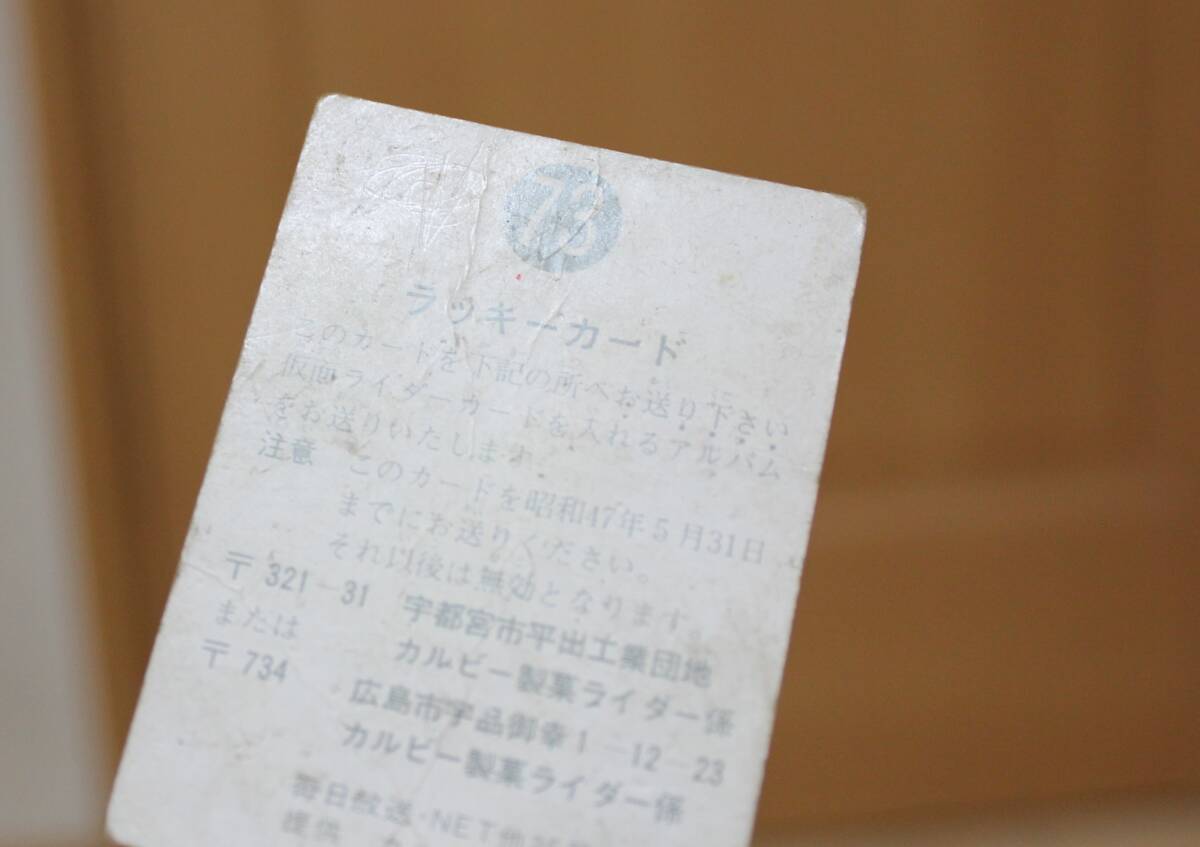 73
ラッキーカード
このカードを下記の所へお送り下さい
仮面ライダーカードを入れるアルバム
をお送りいたします。
注意 このカードを昭和47年5月31日
までにお送りください。
それ以後は無効となります。
〒321-31 宇都宮市平出工業団地
カルビー製菓ライダー係
または
〒734 広島市宇品御幸1-12-23
カルビー製菓ライダー係
毎日放送・NET他
提供